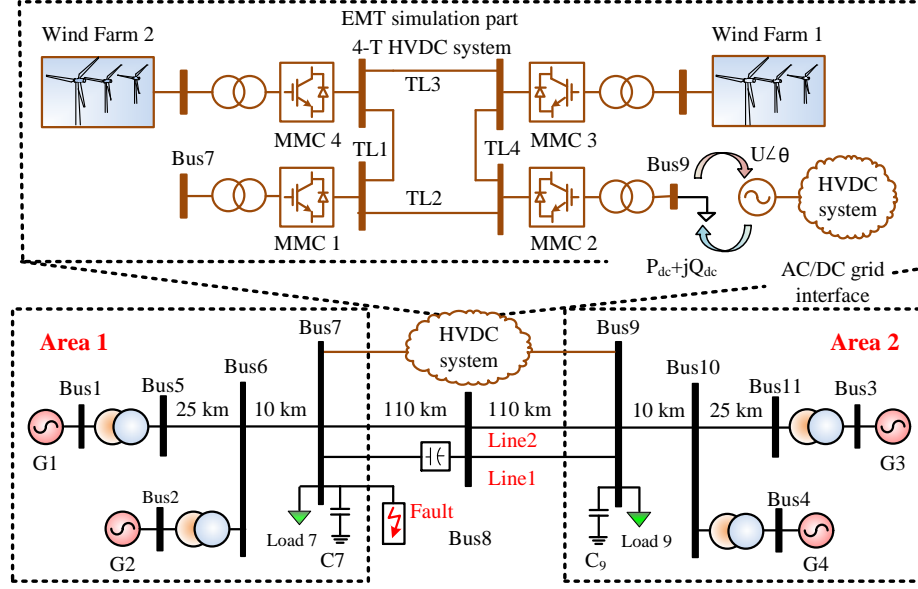 EMT simulation part
Wind Farm 2
4-T HVDC system
Wind Farm 1
TL3
MMC 4
MMC 3
Bus7
TL1
TL4
Bus9
U∠θ
HVDC
system
TL2
MMC 1
MMC 2
P_dc+jQ_dc
AC/DC grid
interface
Area 1
Bus7
HVDC
system
Bus9
Area 2
Bus6
Bus10
Bus1
Bus5
Bus11
Bus3
25 km
10 km
110 km
110 km
10 km
25 km
G1
Line2
G3
Line1
Bus2
Fault
Bus4
Load 7
Bus8
Load 9
G2
C7
C_9
G4